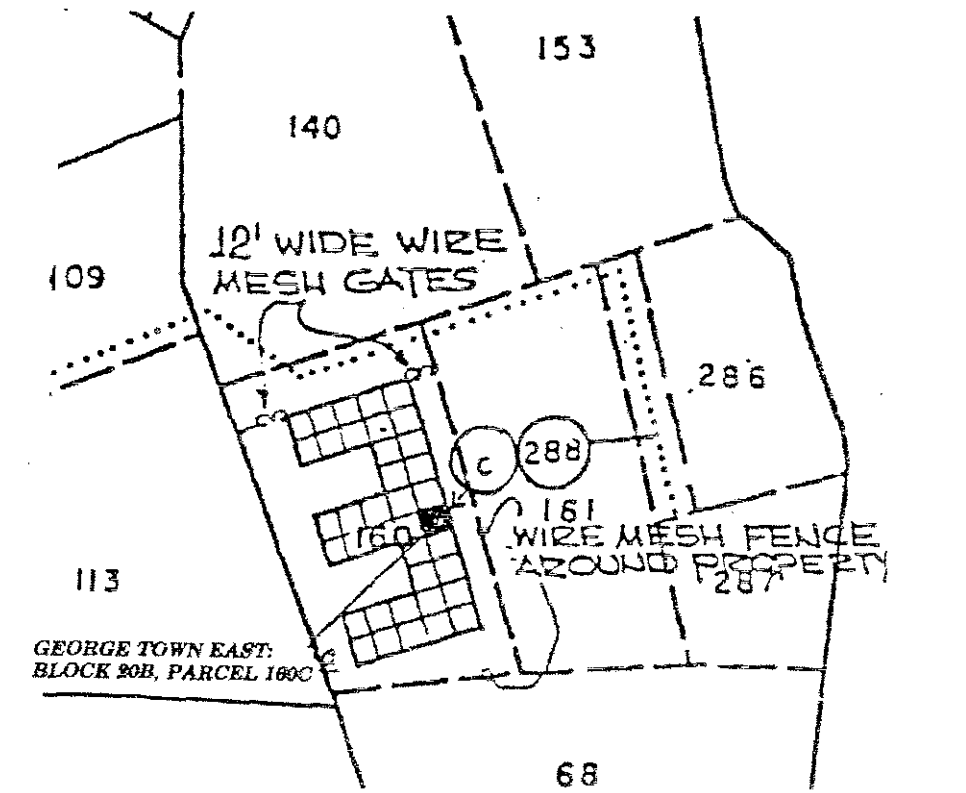 153
140
12' WIDE WIRE
MESH GATES
109
286
C
288
161
160
WIRE MESH FENCE
AROUND PROPERTY
287
113
GEORGE TOWN EAST:
BLOCK 20B, PARCEL 160C
68